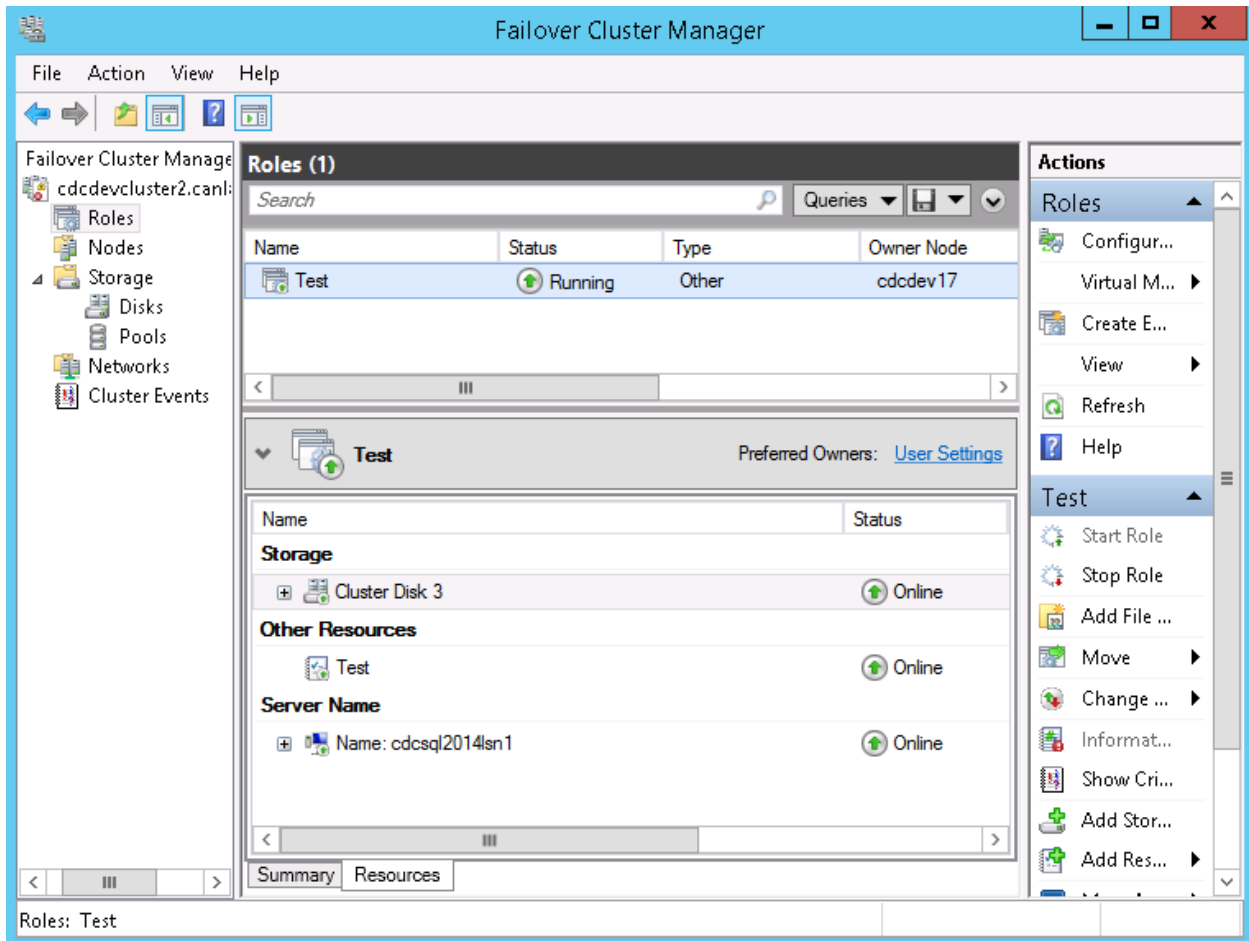 Failover Cluster Manager
File Action View Help
Failover Cluster Manage
cdcdevcluster2.canl
Roles
Nodes
Storage
Disks
Pools
Networks
Cluster Events
Roles (1)
Search
Queries
Name Status Type Owner Node
Test Running Other cdcdev17
Test Preferred Owners: User Settings
Name Status
Storage
Cluster Disk 3 Online
Other Resources
Test Online
Server Name
Name: cdcsql2014lsn1 Online
Summary Resources
Actions
Roles
Configur...
Virtual M...
Create E...
View
Refresh
Help
Test
Start Role
Stop Role
Add File ...
Move
Change ...
Informat...
Show Cri...
Add Stor...
Add Res...
Roles: Test